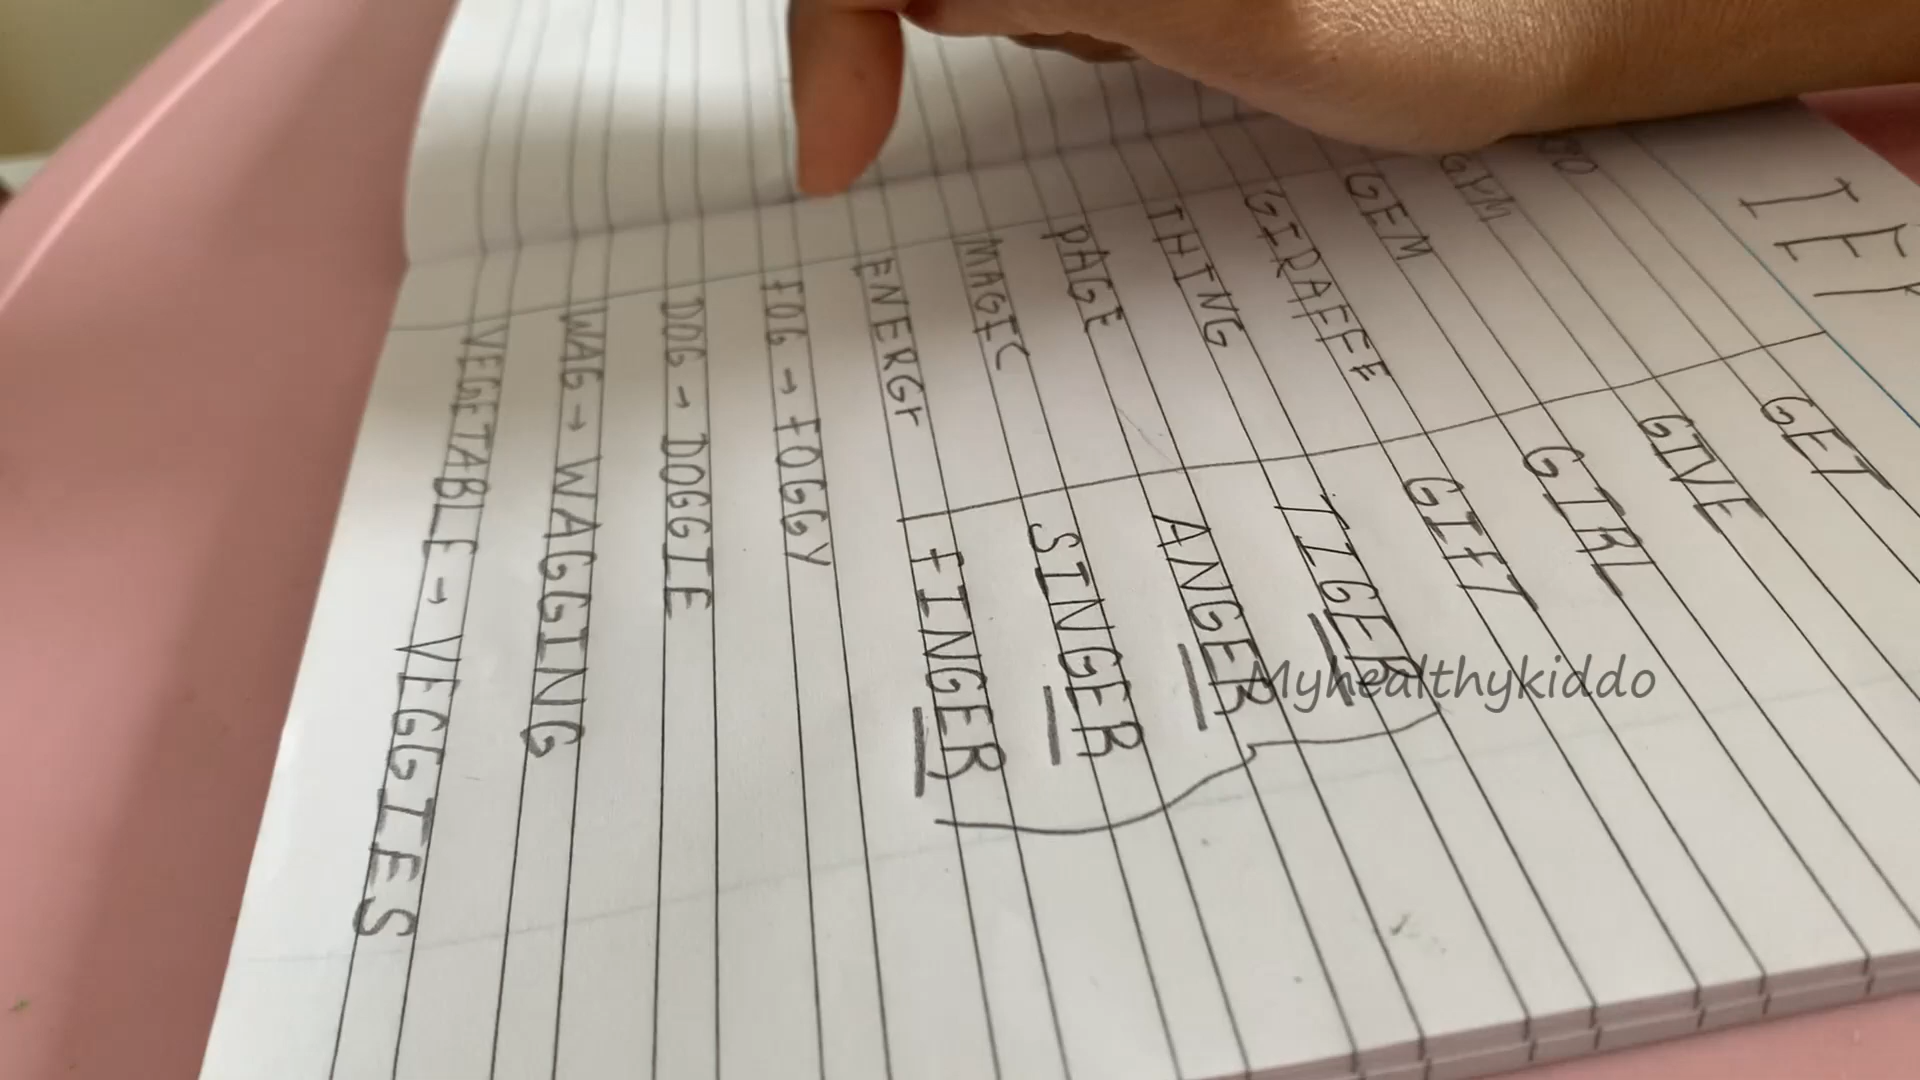 GYM
GEM
GIRAFFE
THING
PAGE
MAGIC
ENERGY
GET
GIVE
GIRL
GIFT
TIGER
ANGER
SINGER
FINGER
FOG → FOGGY
DOG → DOGGIE
WAG → WAGGING
VEGETABLE → VEGGIES
Myhealthykiddo